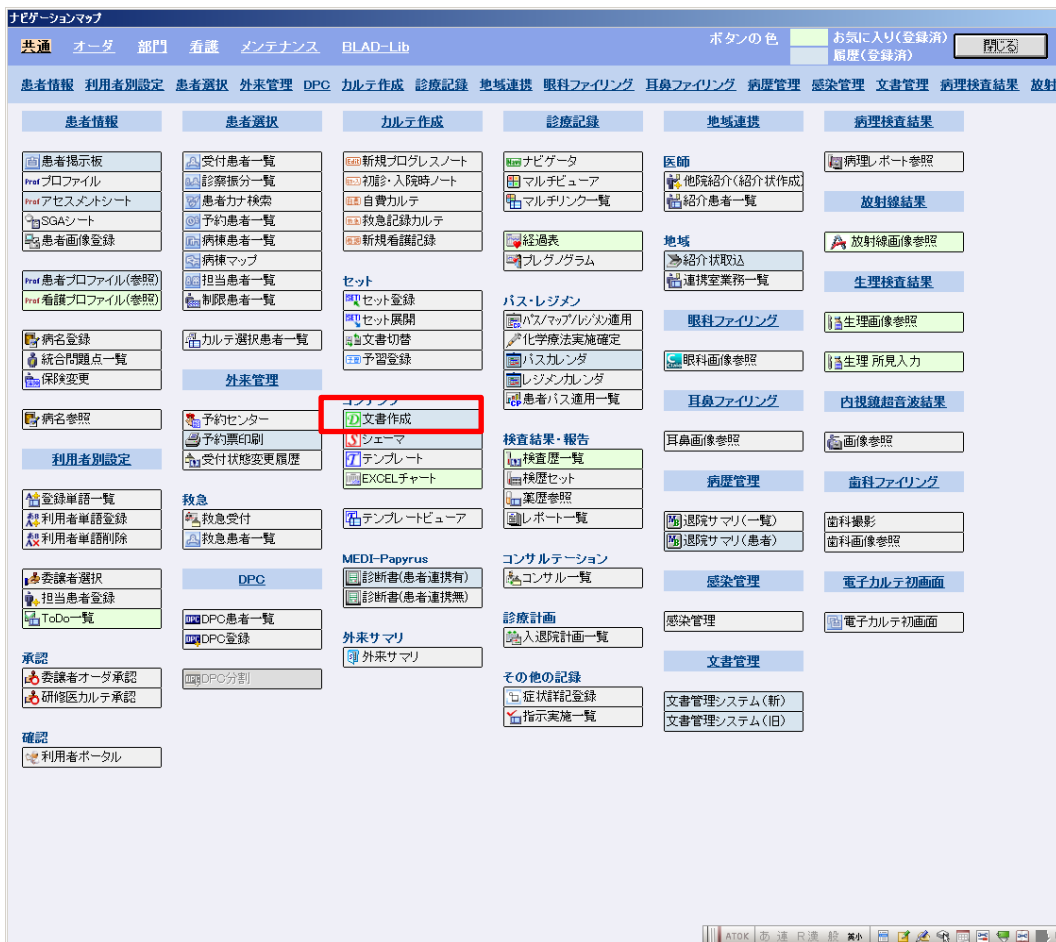 ナビゲーションマップ
共通 オーダ 部門 看護 メンテナンス BLAD-Lib
ボタンの色 お気に入り(登録済)
履歴(登録済)
閉じる
患者情報 利用者別設定 患者選択 外来管理 DPC カルテ作成 診療記録 地域連携 眼科ファイリング 耳鼻ファイリング 病歴管理 感染管理 文書管理 病理検査結果 放射
患者情報
患者掲示板
Prof プロファイル
Prof アセスメントシート
SGAシート
患者画像登録
Prof 患者プロファイル(参照)
Prof 看護プロファイル(参照)
病名登録
統合問題点一覧
保険変更
病名参照
利用者別設定
登録単語一覧
利用者単語登録
利用者単語削除
委譲者選択
担当患者登録
ToDo一覧
承認
委譲者オーダ承認
研修医カルテ承認
確認
利用者ポータル
患者選択
受付患者一覧
診察振分一覧
患者カナ検索
予約患者一覧
病棟患者一覧
病棟マップ
担当患者一覧
制限患者一覧
カルテ選択患者一覧
外来管理
予約センター
予約票印刷
受付状態変更履歴
救急
救急受付
救急患者一覧
DPC
DPC患者一覧
DPC登録
DPC分割
カルテ作成
新規プログレスノート
初診・入院時ノート
自費カルテ
救急記録カルテ
新規看護記録
セット
セット登録
セット展開
文書切替
予習登録
コンテンツ
文書作成
シェーマ
テンプレート
EXCELチャート
テンプレートビューア
MEDI-Papyrus
診断書(患者連携有)
診断書(患者連携無)
外来サマリ
外来サマリ
診療記録
ナビゲータ
マルチビューア
マルチリンク一覧
経過表
プレグノグラム
パス・レジメン
パス/マップ/レジメン適用
化学療法実施確定
パスカレンダ
レジメンカレンダ
患者パス適用一覧
検査結果・報告
検査歴一覧
検歴セット
薬歴参照
レポート一覧
コンサルテーション
コンサル一覧
診療計画
入退院計画一覧
その他の記録
症状詳記登録
指示実施一覧
地域連携
医師
他院紹介(紹介状作成)
紹介患者一覧
地域
紹介状取込
連携室業務一覧
眼科ファイリング
眼科画像参照
耳鼻ファイリング
耳鼻画像参照
病歴管理
退院サマリ(一覧)
退院サマリ(患者)
感染管理
感染管理
文書管理
文書管理システム(新)
文書管理システム(旧)
病理検査結果
病理レポート参照
放射線結果
放射線画像参照
生理検査結果
生理画像参照
生理 所見入力
内視鏡超音波結果
画像参照
歯科ファイリング
歯科撮影
歯科画像参照
電子カルテ初画面
電子カルテ初画面
ATOK あ 連 R漢 般 英小